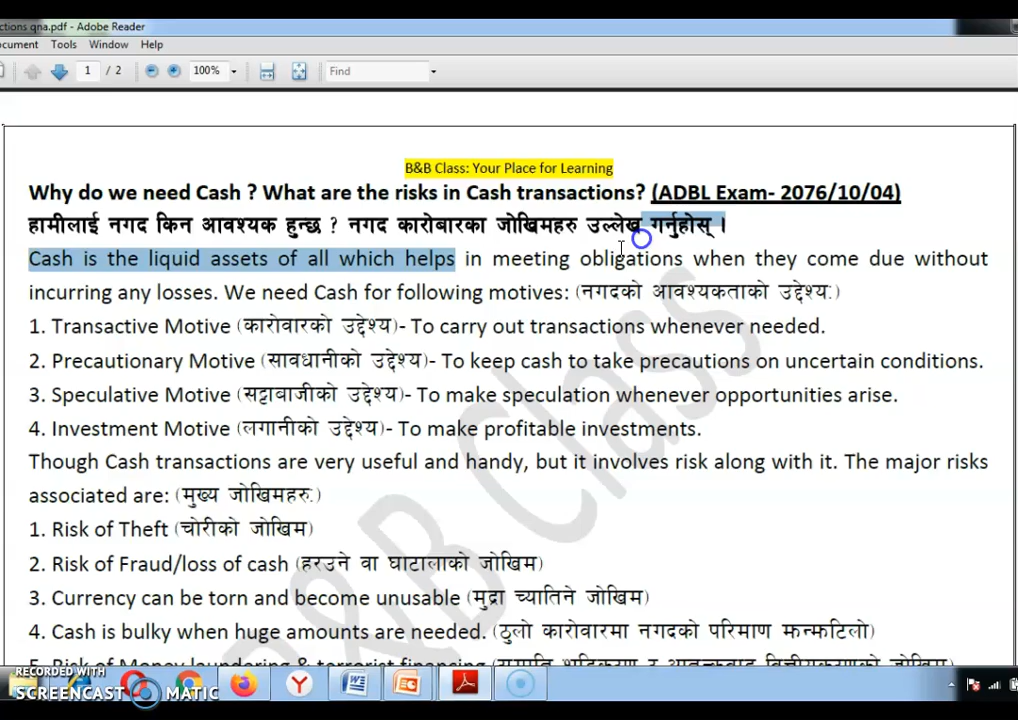 ctions qna.pdf - Adobe Reader
ocument Tools Window Help
1 / 2 100% Find
B&B Class: Your Place for Learning
Why do we need Cash ? What are the risks in Cash transactions? (ADBL Exam- 2076/10/04)
हामीलाई नगद किन आवश्यक हुन्छ ? नगद कारोबारका जोखिमहरु उल्लेख गर्नुहोस् ।
Cash is the liquid assets of all which helps in meeting obligations when they come due without
incurring any losses. We need Cash for following motives: (नगदको आवश्यकताको उद्देश्य:)
1. Transactive Motive (कारोवारको उद्देश्य)- To carry out transactions whenever needed.
2. Precautionary Motive (सावधानीको उद्देश्य)- To keep cash to take precautions on uncertain conditions.
3. Speculative Motive (सट्टावाजीको उद्देश्य)- To make speculation whenever opportunities arise.
4. Investment Motive (लगानीको उद्देश्य)- To make profitable investments.
Though Cash transactions are very useful and handy, but it involves risk along with it. The major risks
associated are: (मुख्य जोखिमहरु:)
1. Risk of Theft (चोरीको जोखिम)
2. Risk of Fraud/loss of cash (हराउने वा घाटालाको जोखिम)
3. Currency can be torn and become unusable (मुद्रा च्यातिने जोखिम)
4. Cash is bulky when huge amounts are needed. (ठुलो कारोवारमा नगदको परिमाण झन्झटिलो)
5. Risk of Money laundering & terrorist financing
B&B Class
RECORDED WITH
SCREENCAST MATIC